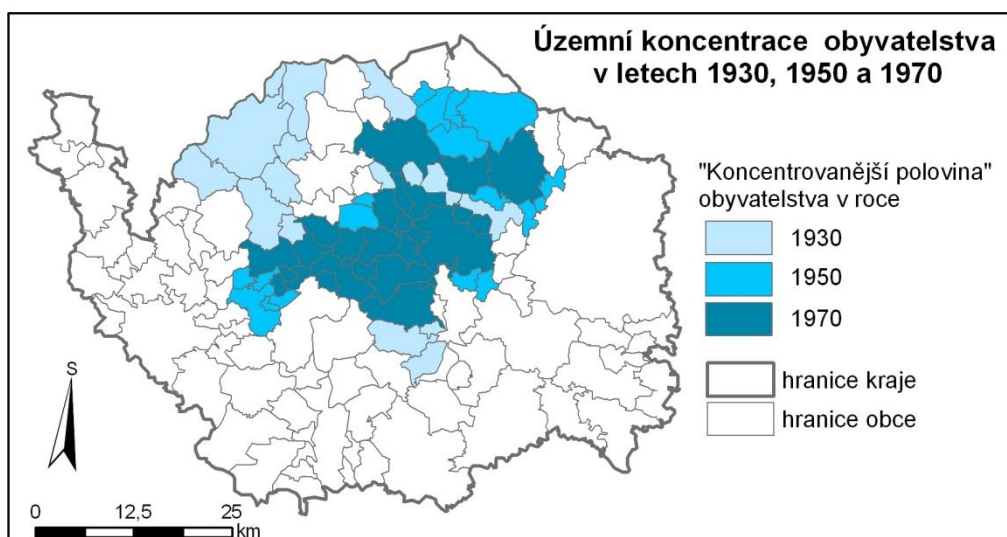 Územní koncentrace obyvatelstva
v letech 1930, 1950 a 1970
"Koncentrovanější polovina"
obyvatelstva v roce
1930
1950
1970
hranice kraje
hranice obce
S
0 12,5 25
km